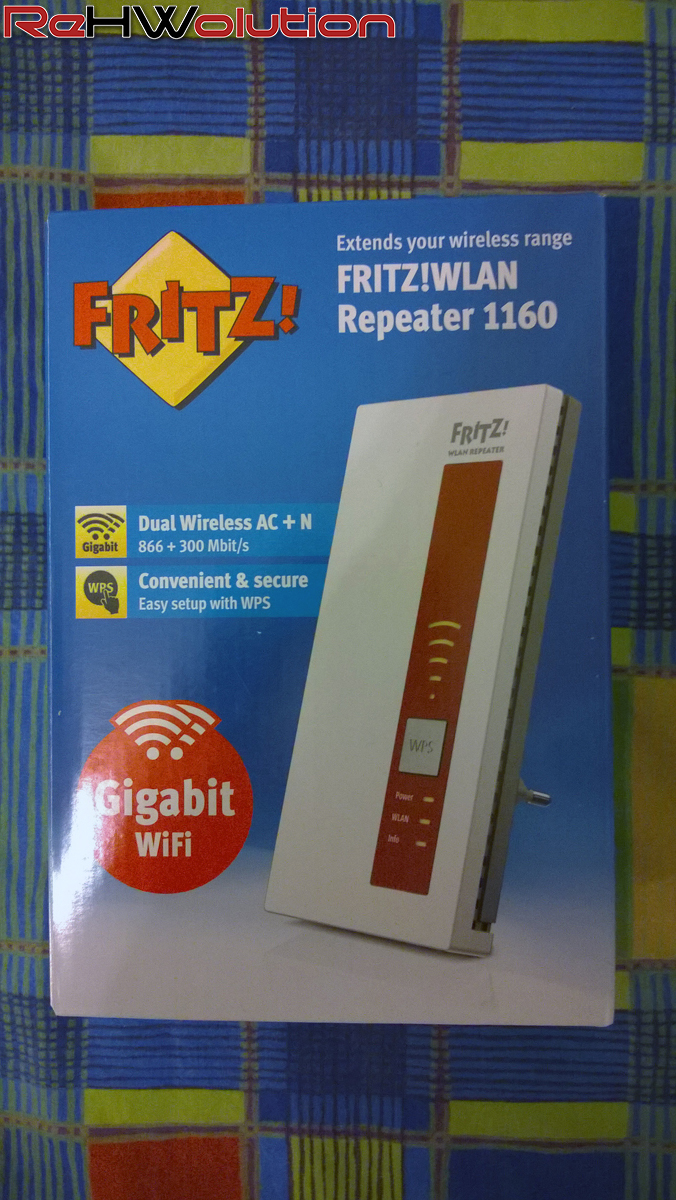 ReHWolution
Extends your wireless range
FRITZ!WLAN
Repeater 1160
FRITZ!
FRITZ!
WLAN REPEATER
Gigabit
Dual Wireless AC + N
866 + 300 Mbit/s
WPS
Convenient & secure
Easy setup with WPS
WPS
Power
WLAN
Info
Gigabit
WiFi